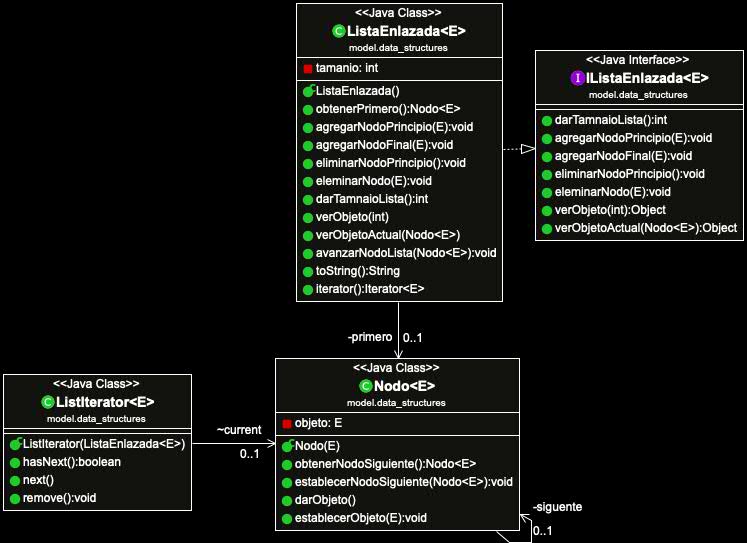 <<Java Class>>
ListaEnlazada<E>
model.data_structures
tamanio: int
ListaEnlazada()
obtenerPrimero():Nodo<E>
agregarNodoPrincipio(E):void
agregarNodoFinal(E):void
eliminarNodoPrincipio():void
eleminarNodo(E):void
darTamnaioLista():int
verObjeto(int)
verObjetoActual(Nodo<E>)
avanzarNodoLista(Nodo<E>):void
toString():String
iterator():Iterator<E>
<<Java Interface>>
IListaEnlazada<E>
model.data_structures
darTamnaioLista():int
agregarNodoPrincipio(E):void
agregarNodoFinal(E):void
eliminarNodoPrincipio():void
eleminarNodo(E):void
verObjeto(int):Object
verObjetoActual(Nodo<E>):Object
-primero
0..1
<<Java Class>>
ListIterator<E>
model.data_structures
ListIterator(ListaEnlazada<E>)
hasNext():boolean
next()
remove():void
~current
0..1
<<Java Class>>
Nodo<E>
model.data_structures
objeto: E
Nodo(E)
obtenerNodoSiguiente():Nodo<E>
establecerNodoSiguiente(Nodo<E>):void
darObjeto()
establecerObjeto(E):void
-siguente
0..1